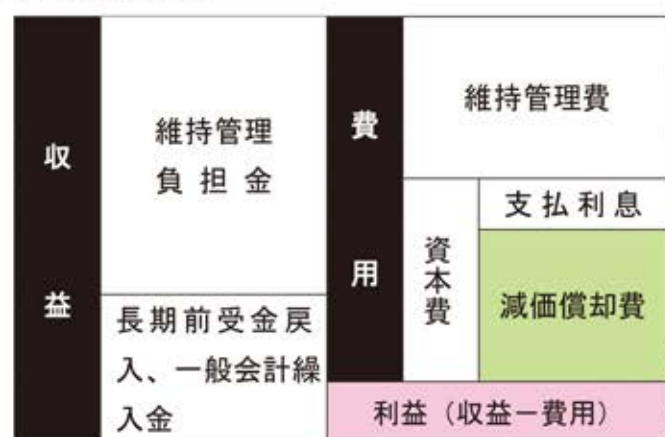 収益
維持管理
負担金
長期前受金戻
入、一般会計繰
入金
費用
維持管理費
資本費
支払利息
減価償却費
利益（収益－費用）